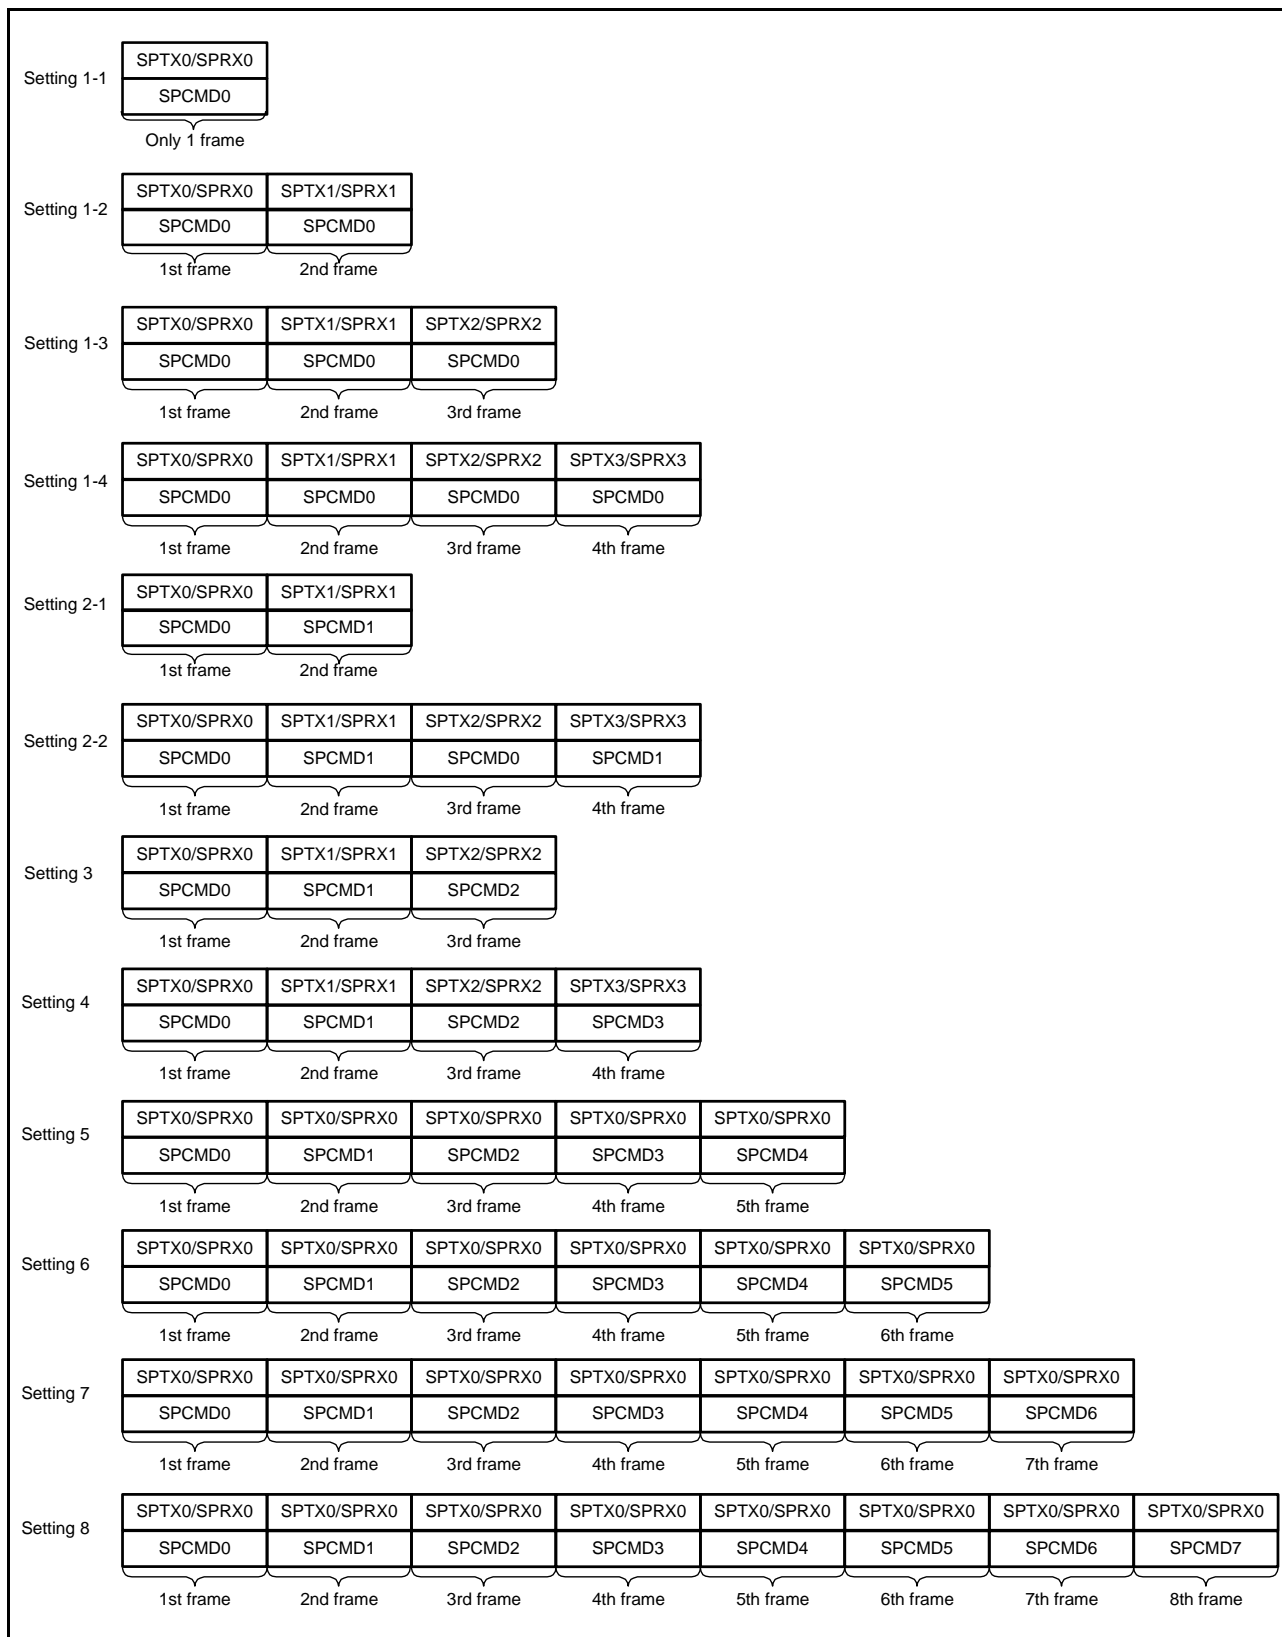 SPTX0/SPRX0
Setting 1-1
SPCMD0
Only 1 frame
SPTX0/SPRX0 SPTX1/SPRX1
Setting 1-2
SPCMD0 SPCMD0
1st frame 2nd frame
SPTX0/SPRX0 SPTX1/SPRX1 SPTX2/SPRX2
Setting 1-3
SPCMD0 SPCMD0 SPCMD0
1st frame 2nd frame 3rd frame
SPTX0/SPRX0 SPTX1/SPRX1 SPTX2/SPRX2 SPTX3/SPRX3
Setting 1-4
SPCMD0 SPCMD0 SPCMD0 SPCMD0
1st frame 2nd frame 3rd frame 4th frame
SPTX0/SPRX0 SPTX1/SPRX1
Setting 2-1
SPCMD0 SPCMD1
1st frame 2nd frame
SPTX0/SPRX0 SPTX1/SPRX1 SPTX2/SPRX2 SPTX3/SPRX3
Setting 2-2
SPCMD0 SPCMD1 SPCMD0 SPCMD1
1st frame 2nd frame 3rd frame 4th frame
SPTX0/SPRX0 SPTX1/SPRX1 SPTX2/SPRX2
Setting 3
SPCMD0 SPCMD1 SPCMD2
1st frame 2nd frame 3rd frame
SPTX0/SPRX0 SPTX1/SPRX1 SPTX2/SPRX2 SPTX3/SPRX3
Setting 4
SPCMD0 SPCMD1 SPCMD2 SPCMD3
1st frame 2nd frame 3rd frame 4th frame
SPTX0/SPRX0 SPTX0/SPRX0 SPTX0/SPRX0 SPTX0/SPRX0 SPTX0/SPRX0
Setting 5
SPCMD0 SPCMD1 SPCMD2 SPCMD3 SPCMD4
1st frame 2nd frame 3rd frame 4th frame 5th frame
SPTX0/SPRX0 SPTX0/SPRX0 SPTX0/SPRX0 SPTX0/SPRX0 SPTX0/SPRX0 SPTX0/SPRX0
Setting 6
SPCMD0 SPCMD1 SPCMD2 SPCMD3 SPCMD4 SPCMD5
1st frame 2nd frame 3rd frame 4th frame 5th frame 6th frame
SPTX0/SPRX0 SPTX0/SPRX0 SPTX0/SPRX0 SPTX0/SPRX0 SPTX0/SPRX0 SPTX0/SPRX0 SPTX0/SPRX0
Setting 7
SPCMD0 SPCMD1 SPCMD2 SPCMD3 SPCMD4 SPCMD5 SPCMD6
1st frame 2nd frame 3rd frame 4th frame 5th frame 6th frame 7th frame
SPTX0/SPRX0 SPTX0/SPRX0 SPTX0/SPRX0 SPTX0/SPRX0 SPTX0/SPRX0 SPTX0/SPRX0 SPTX0/SPRX0 SPTX0/SPRX0
Setting 8
SPCMD0 SPCMD1 SPCMD2 SPCMD3 SPCMD4 SPCMD5 SPCMD6 SPCMD7
1st frame 2nd frame 3rd frame 4th frame 5th frame 6th frame 7th frame 8th frame